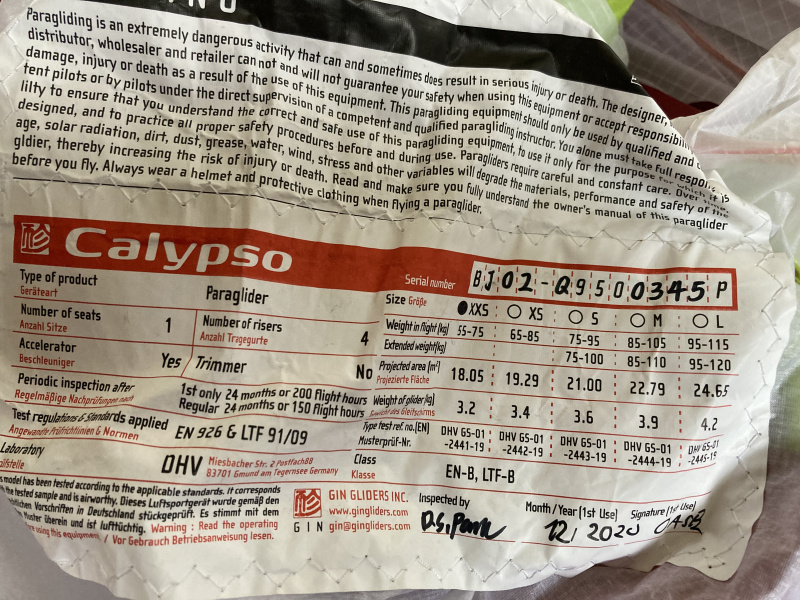 Paragliding is an extremely dangerous activity that can and sometimes does result in serious injury or death. The designer,
distributor, wholesaler and retailer can not and will not guarantee your safety when using this equipment or accept responsibili
damage, injury or death as a result of the use of this equipment. This paragliding equipment should only be used by qualified and
tent pilots or by pilots under the direct supervision of a competent and qualified paragliding instructor. You alone must take full respon
lilty to ensure that you understand the correct and safe use of this paragliding equipment, to use it only for the purpose for which it is
designed, and to practice all proper safety procedures before and during use. Paragliders require careful and constant care. Over
age, solar radiation, dirt, dust, grease, water, wind, stress and other variables will degrade the materials, performance and safety of the
gldier, thereby increasing the risk of injury or death. Read and make sure you fully understand the owner's manual of this paraglider
before you fly. Always wear a helmet and protective clothing when flying a paraglider.
Calypso
Serial number BJ02-Q9500345P
Type of product
Geräteart
Paraglider
Size Größe
XXS XS S M L
Number of seats
Anzahl Sitze
1
Number of risers
Anzahl Tragegurte
4
Weight in flight (kg) 55-75 65-85 75-95 85-105 95-115
Extended weight(kg) 75-100 85-110 95-120
Accelerator
Beschleuniger
Yes
Trimmer
No
Projected area (m²)
Projezierte Fläche
18.05 19.29 21.00 22.79 24.65
Periodic inspection after
Regelmäßige Nachprüfungen nach
1st only 24 months or 200 flight hours
Regular 24 months or 150 flight hours
Weight of glider(kg)
Gewicht des Gleitschirms
3.2 3.4 3.6 3.9 4.2
Test regulations & Standards applied
Angewandte Prüfrichtlinien & Normen
EN 926 & LTF 91/09
Type test ref. no.(EN)
Musterprüf-Nr.
DHV GS-01 DHV GS-01 DHV GS-01 DHV GS-01 DHV GS-01
-2441-19 -2442-19 -2443-19 -2444-19 -2445-19
Laboratory
DHV
Miesbacher Str. 2 Postfach88
83701 Gmund am Tegernsee Germany
Class
Klasse
EN-B, LTF-B
model has been tested according to the applicable standards. It corresponds
the tested sample and is airworthy. Dieses Luftsportgerät wurde gemäß den
Vorschriften in Deutschland stückgeprüft. Es stimmt mit dem
Muster überein und ist lufttüchtig. Warning : Read the operating
using this equipment / Vor Gebrauch Betriebsanweisung lesen.
GIN
GIN GLIDERS INC.
www.gingliders.com
gin@gingliders.com
Inspected by
D.S. Park
Month / Year (1st Use)
12/ 2020
Signature (1st Use)